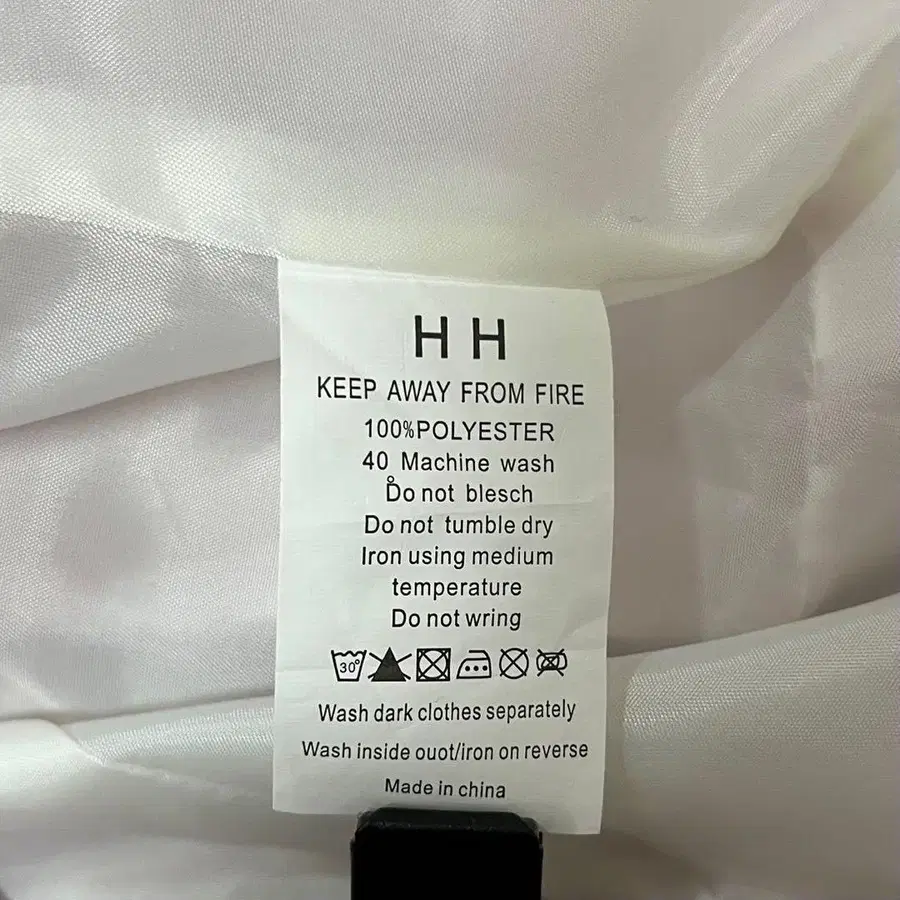 H H
KEEP AWAY FROM FIRE
100%POLYESTER
40 Machine wash
D̊o not blesch
Do not tumble dry
Iron using medium
temperature
Do not wring
30°
Wash dark clothes separately
Wash inside ouot/iron on reverse
Made in china